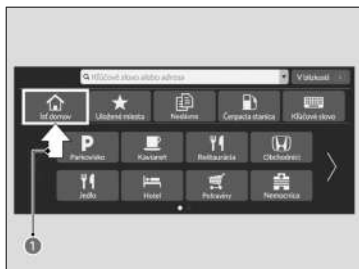 Kľúčové slovo alebo adresa
V blízkosti
Ísť domov
Uložené miesta
Nedávne
Čerpacia stanica
Kľúčové slovo
P
Parkovisko
Kaviareň
Reštaurácia
Obchodníci
Jedlo
Hotel
Potraviny
Nemocnica
1